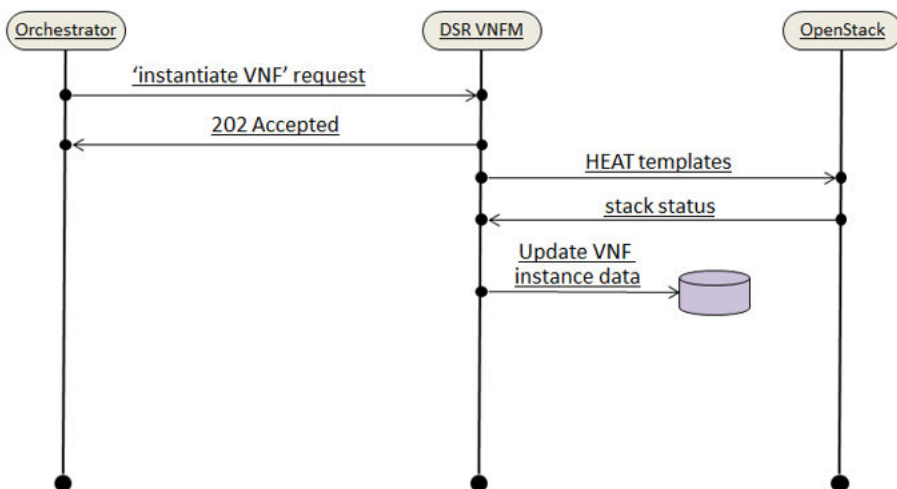 Orchestrator
DSR VNFM
OpenStack
‘instantiate VNF’ request
202 Accepted
HEAT templates
stack status
Update VNF
instance data